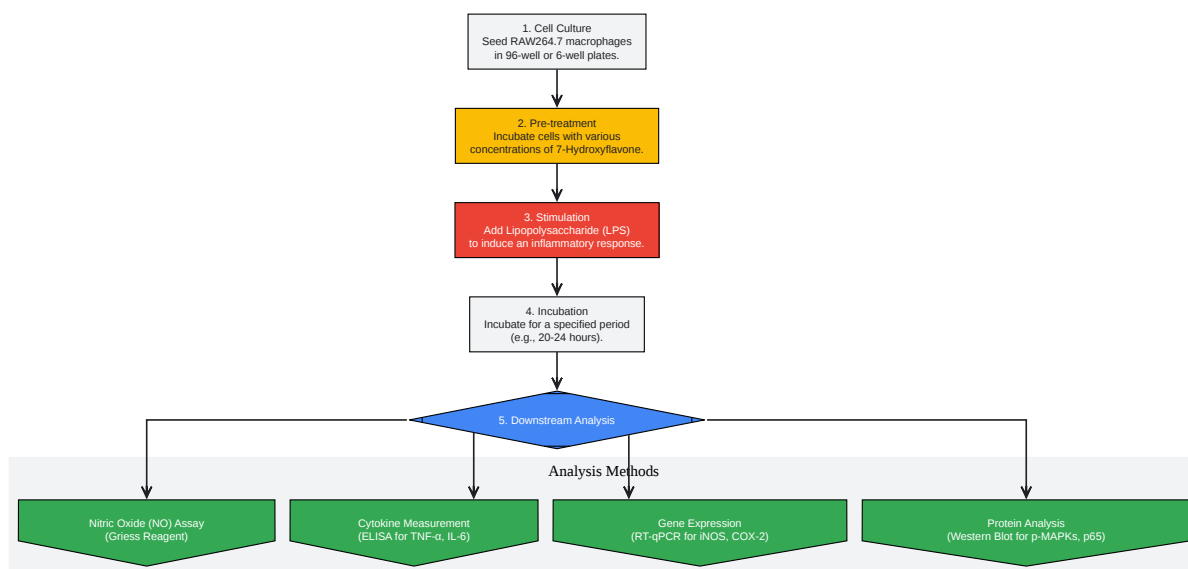 1. Cell Culture
Seed RAW264.7 macrophages
in 96-well or 6-well plates.
2. Pre-treatment
Incubate cells with various
concentrations of 7-Hydroxyflavone.
3. Stimulation
Add Lipopolysaccharide (LPS)
to induce an inflammatory response.
4. Incubation
Incubate for a specified period
(e.g., 20-24 hours).
5. Downstream Analysis
Analysis Methods
Nitric Oxide (NO) Assay
(Griess Reagent)
Cytokine Measurement
(ELISA for TNF-α, IL-6)
Gene Expression
(RT-qPCR for iNOS, COX-2)
Protein Analysis
(Western Blot for p-MAPKs, p65)